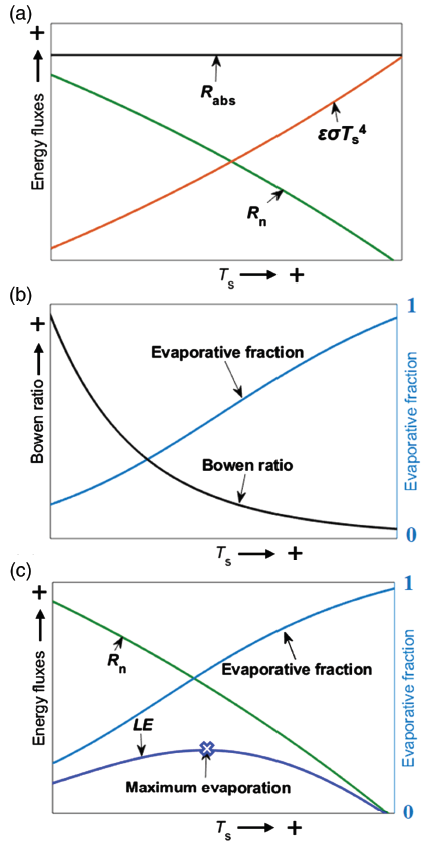 (a)
+
Energy fluxes
R_abs
εσT_s^4
R_n
T_s → +
(b)
1
+
Evaporative fraction
Bowen ratio
Evaporative fraction
Bowen ratio
0
T_s → +
(c)
1
+
R_n
Evaporative fraction
Energy fluxes
Evaporative fraction
LE
Maximum evaporation
0
T_s → +